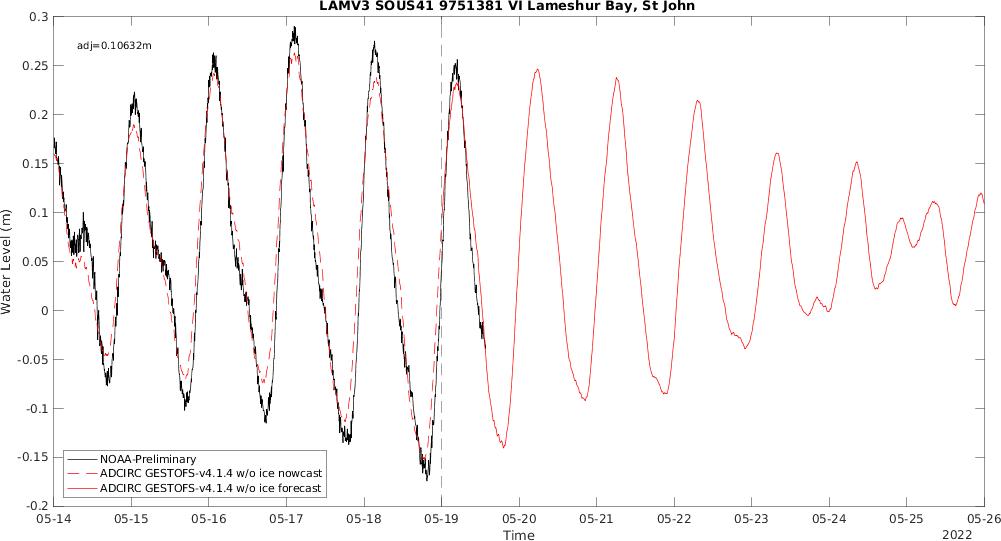 LAMV3 SOUS41 9751381 VI Lameshur Bay, St John
0.3
0.25
0.2
0.15
0.1
0.05
0
-0.05
-0.1
-0.15
-0.2
Water Level (m)
adj=0.10632m
NOAA-Preliminary
ADCIRC GESTOFS-v4.1.4 w/o ice nowcast
ADCIRC GESTOFS-v4.1.4 w/o ice forecast
05-14 05-15 05-16 05-17 05-18 05-19 05-20 05-21 05-22 05-23 05-24 05-25 05-26
Time
2022